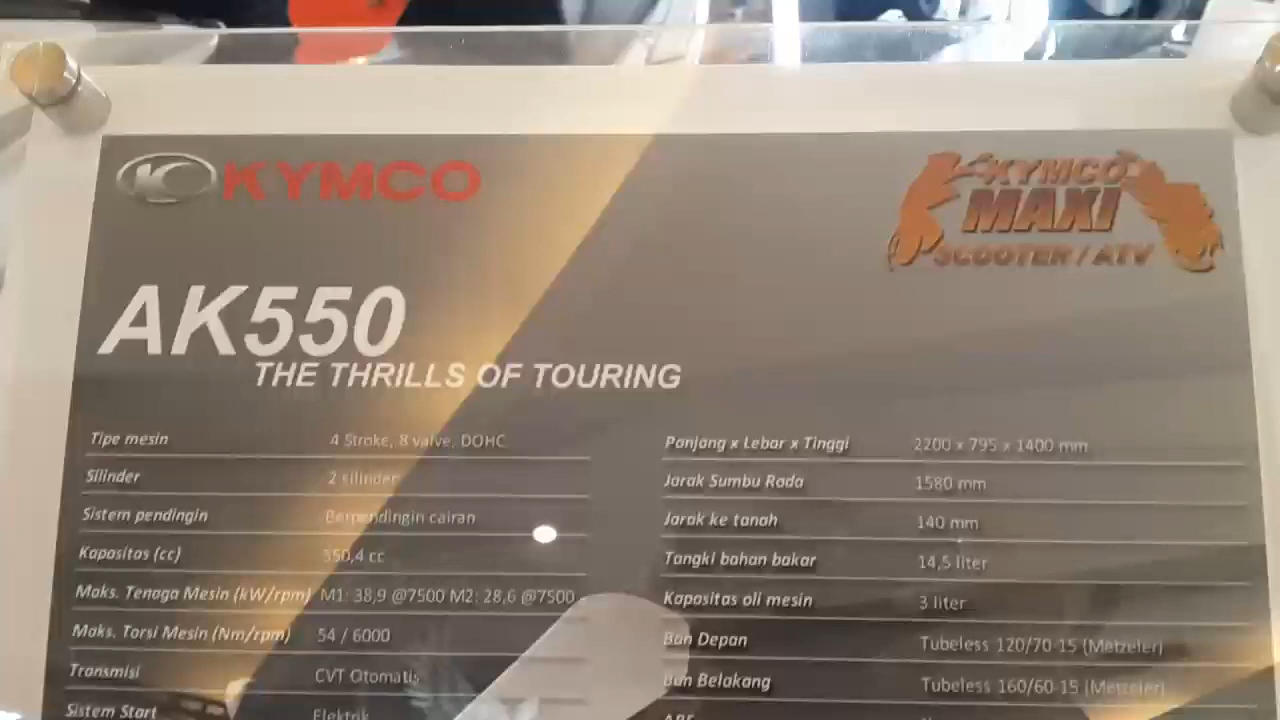 KYMCO
KYMCO
MAXI
SCOOTER / ATV
AK550
THE THRILLS OF TOURING
Tipe mesin 4 Stroke, 8 valve, DOHC
Silinder 2 silinder
Sistem pendingin Berpendingin cairan
Kapasitas (cc) 550,4 cc
Maks. Tenaga Mesin (kW/rpm) M1: 38,9 @7500 M2: 28,6 @7500
Maks. Torsi Mesin (Nm/rpm) 54 / 6000
Transmisi CVT Otomatis
Sistem Start Elektrik
Panjang x Lebar x Tinggi 2200 x 795 x 1400 mm
Jarak Sumbu Roda 1580 mm
Jarak ke tanah 140 mm
Tangki bahan bakar 14,5 liter
Kapasitas oli mesin 3 liter
Ban Depan Tubeless 120/70-15 (Metzeler)
Ban Belakang Tubeless 160/60-15 (Metzeler)